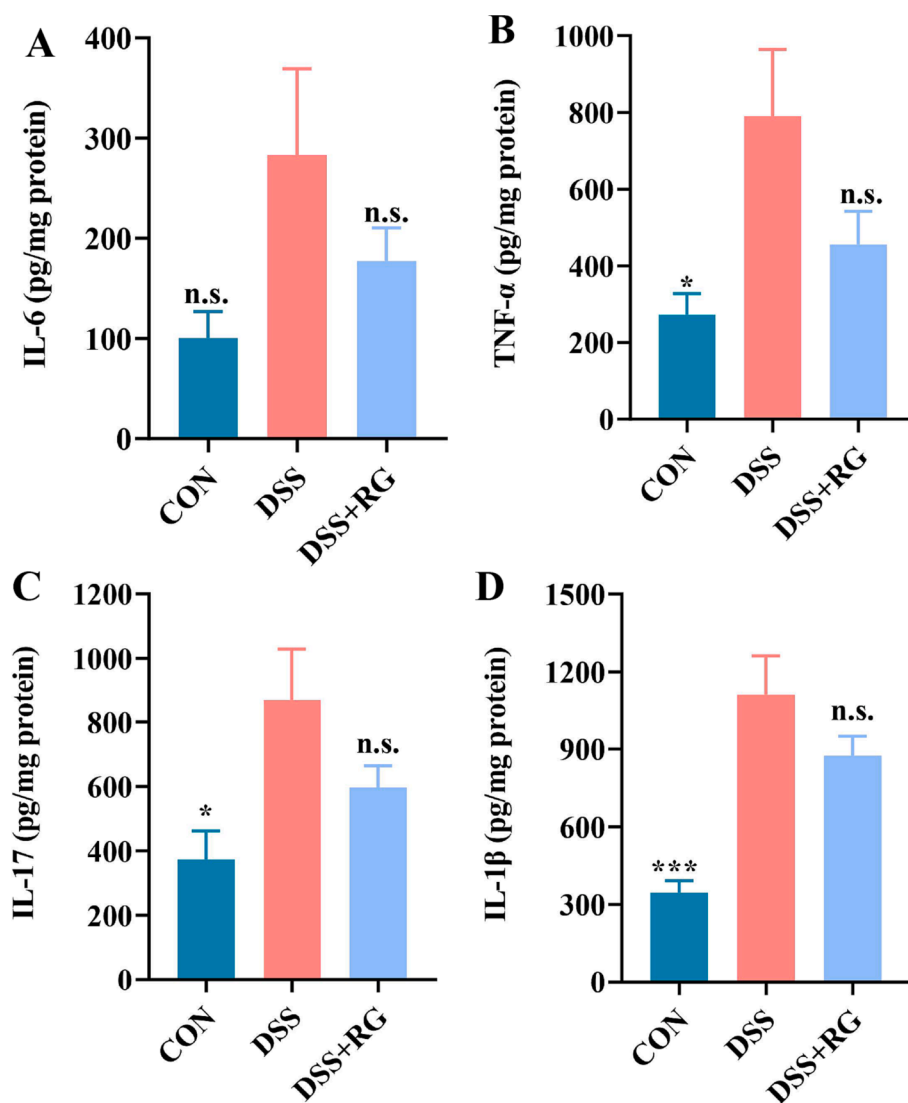 A
IL-6 (pg/mg protein)
400
300
200
100
0
n.s.
n.s.
CON
DSS
DSS+RG
B
TNF-α (pg/mg protein)
1000
800
600
400
200
0
*
n.s.
CON
DSS
DSS+RG
C
IL-17 (pg/mg protein)
1200
1000
800
600
400
200
0
*
n.s.
CON
DSS
DSS+RG
D
IL-1β (pg/mg protein)
1500
1200
900
600
300
0
***
n.s.
CON
DSS
DSS+RG